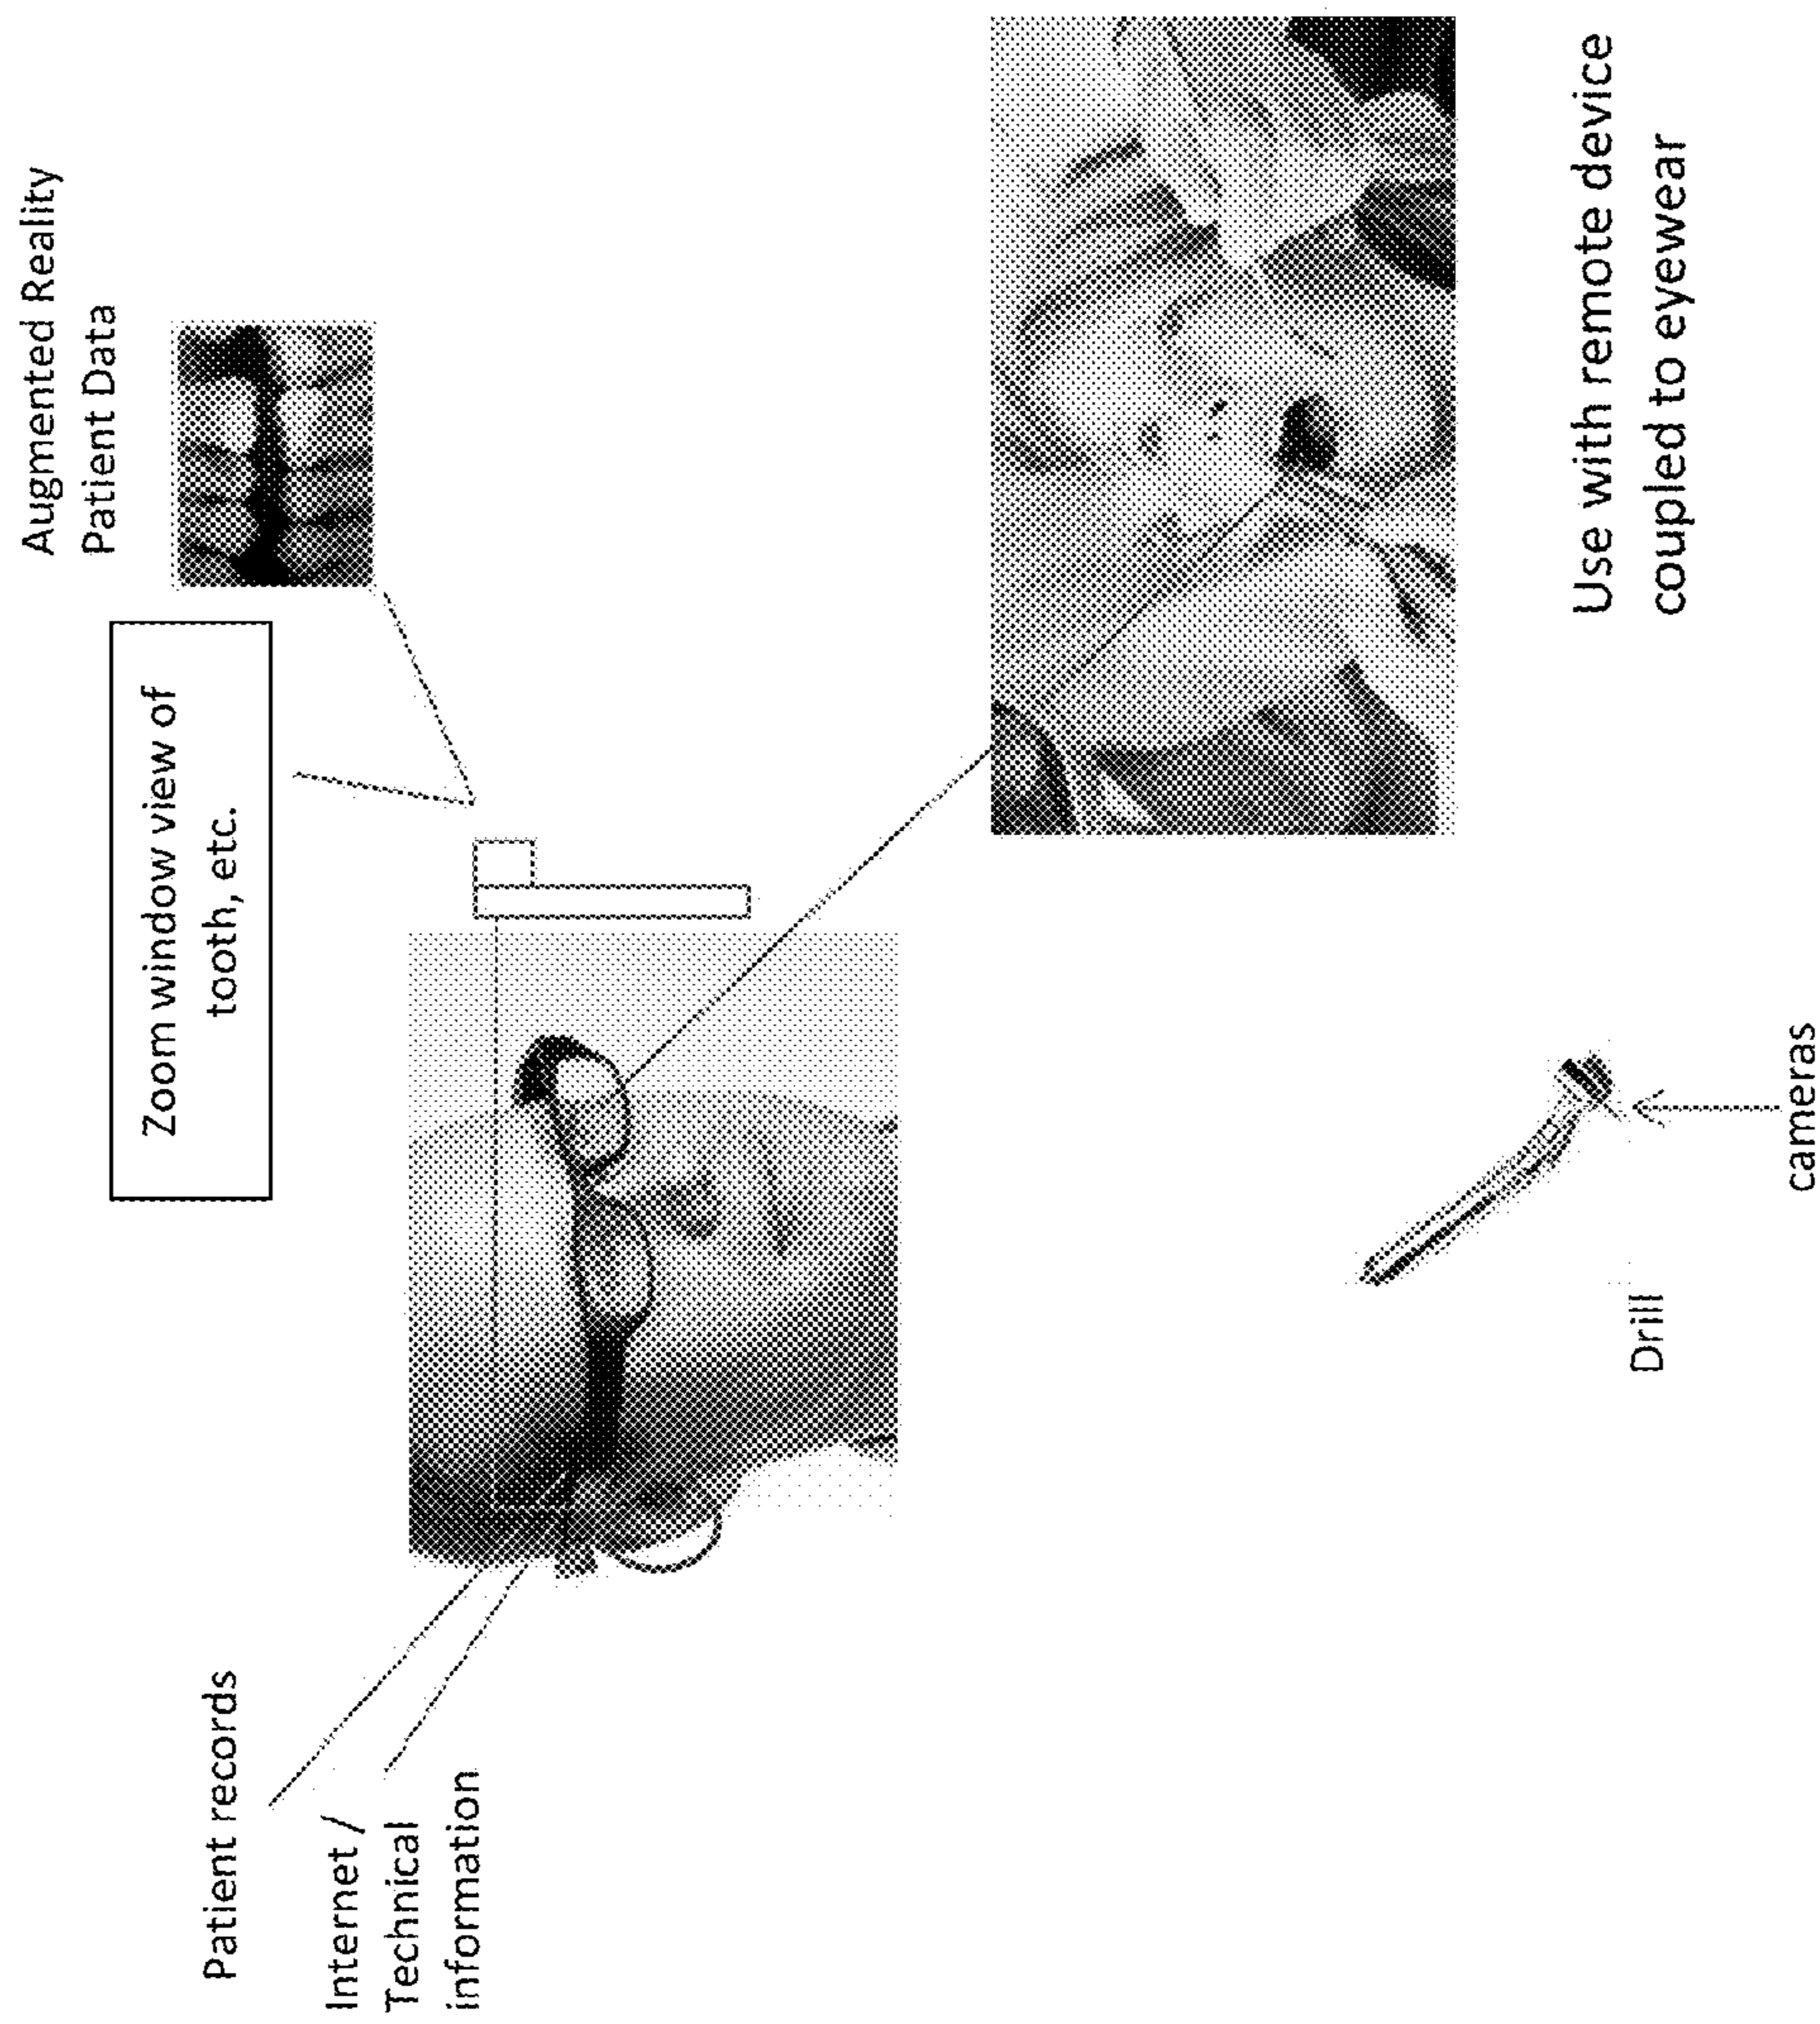 Augmented Reality
Patient Data
Zoom window view of
tooth, etc.
Patient records
Internet /
Technical
information
Use with remote device
coupled to eyewear
Drill
cameras